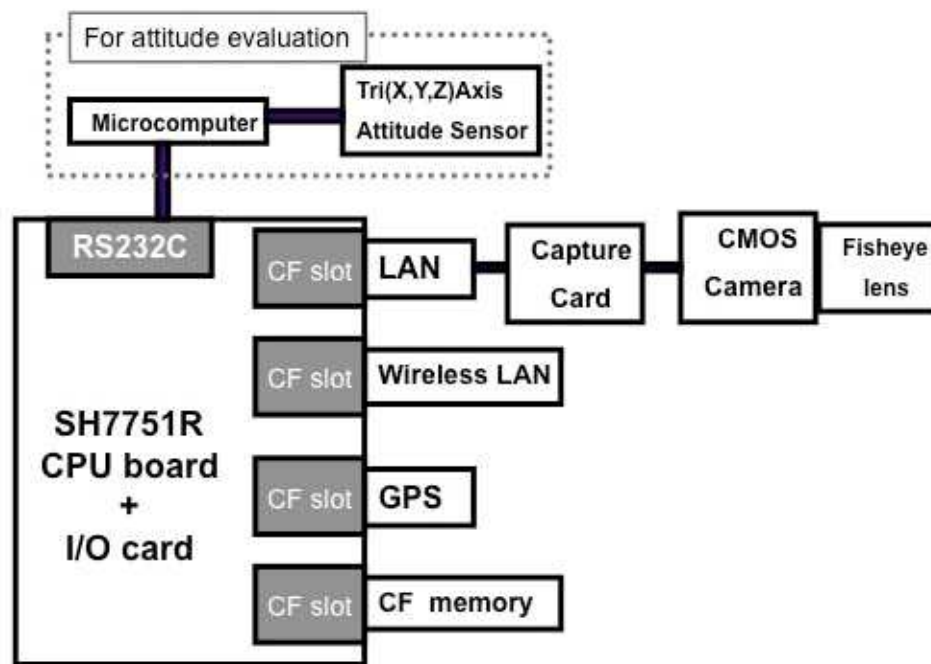 For attitude evaluation
Tri(X,Y,Z)Axis
Attitude Sensor
Microcomputer
RS232C
CF slot
LAN
Capture
Card
CMOS
Camera
Fisheye
lens
CF slot
Wireless LAN
SH7751R
CPU board
+
I/O card
CF slot
GPS
CF slot
CF memory